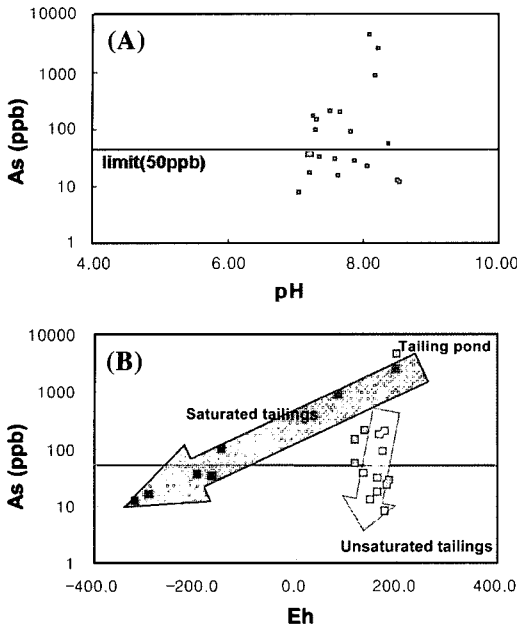 (A)
10000
1000
100
10
1
As (ppb)
limit(50ppb)
4.00 6.00 8.00 10.00
pH
(B)
10000
1000
100
10
1
As (ppb)
Tailing pond
Saturated tailings
Unsaturated tailings
-400.0 -200.0 0.0 200.0 400.0
Eh